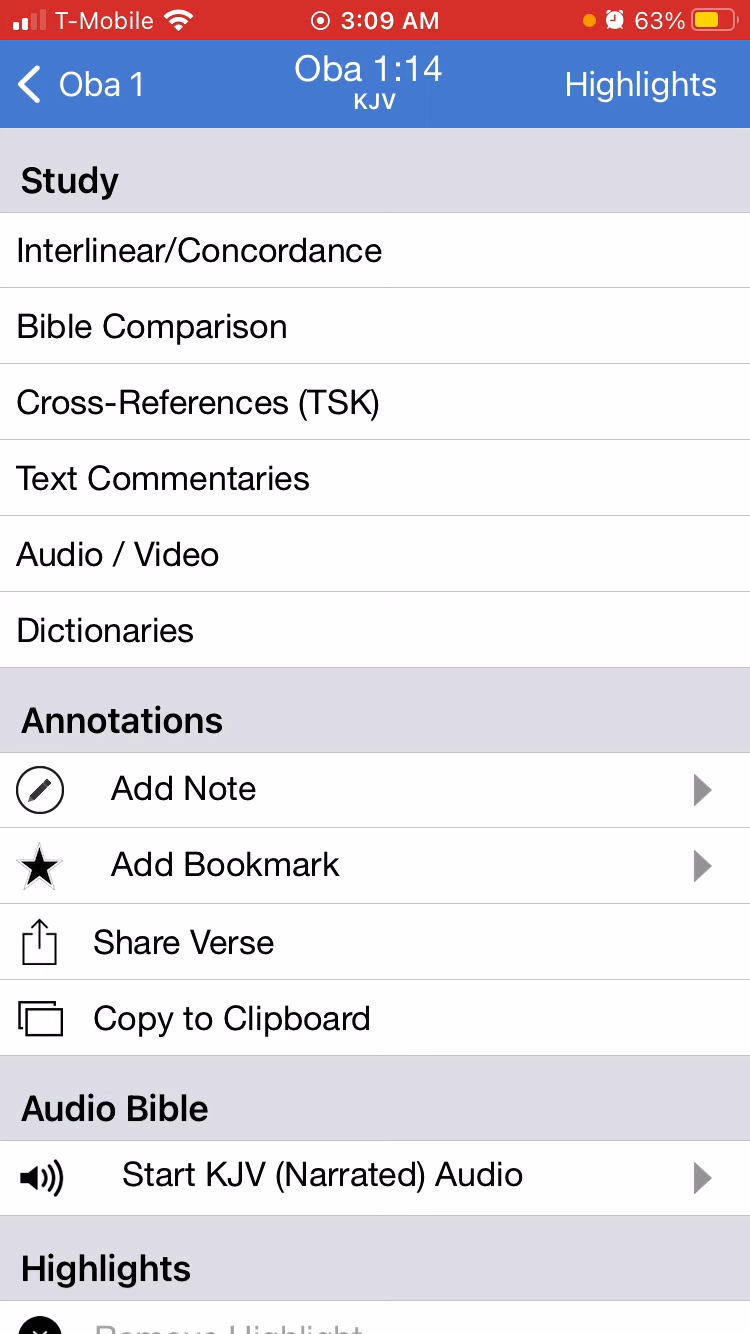 T-Mobile 3:09 AM 63%
Oba 1 Oba 1:14 Highlights
KJV
Study
Interlinear/Concordance
Bible Comparison
Cross-References (TSK)
Text Commentaries
Audio / Video
Dictionaries
Annotations
Add Note
Add Bookmark
Share Verse
Copy to Clipboard
Audio Bible
Start KJV (Narrated) Audio
Highlights
Remove Highlight